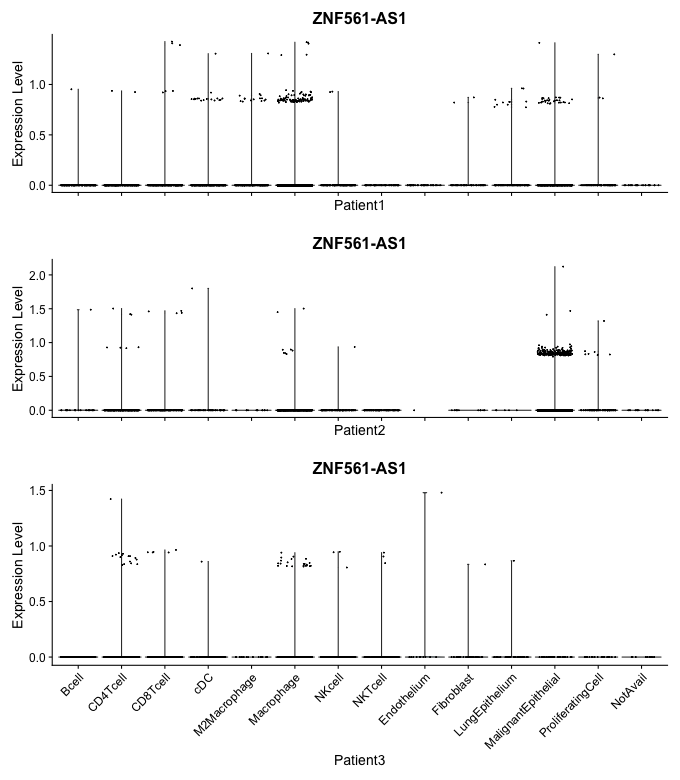 ZNF561-AS1
Expression Level
1.0
0.5
0.0
Patient1
ZNF561-AS1
Expression Level
2.0
1.5
1.0
0.5
0.0
Patient2
ZNF561-AS1
Expression Level
1.5
1.0
0.5
0.0
Bcell
CD4Tcell
CD8Tcell
cDC
M2Macrophage
Macrophage
NKcell
NKTcell
Endothelium
Fibroblast
LungEpithelium
MalignantEpithelial
ProliferatingCell
NotAvail
Patient3